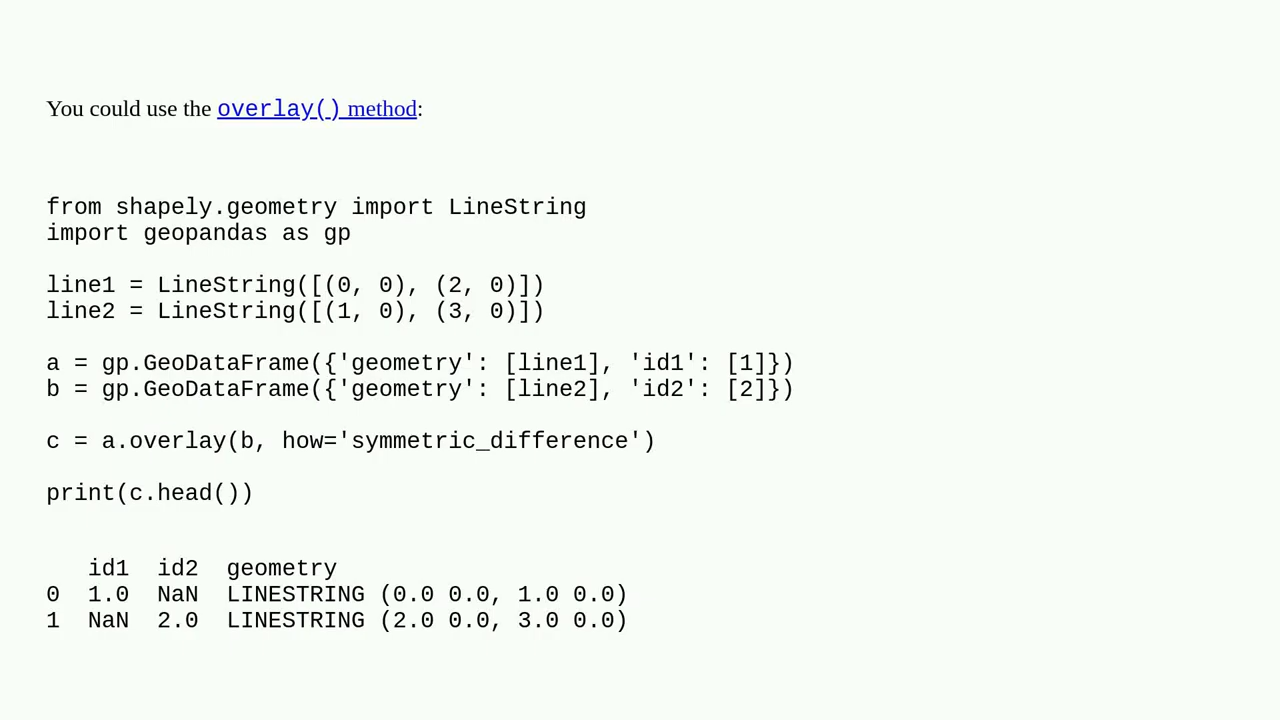 You could use the overlay() method:
from shapely.geometry import LineString
import geopandas as gp
line1 = LineString([(0, 0), (2, 0)])
line2 = LineString([(1, 0), (3, 0)])
a = gp.GeoDataFrame({'geometry': [line1], 'id1': [1]})
b = gp.GeoDataFrame({'geometry': [line2], 'id2': [2]})
c = a.overlay(b, how='symmetric_difference')
print(c.head())
   id1  id2  geometry
0  1.0  NaN  LINESTRING (0.0 0.0, 1.0 0.0)
1  NaN  2.0  LINESTRING (2.0 0.0, 3.0 0.0)